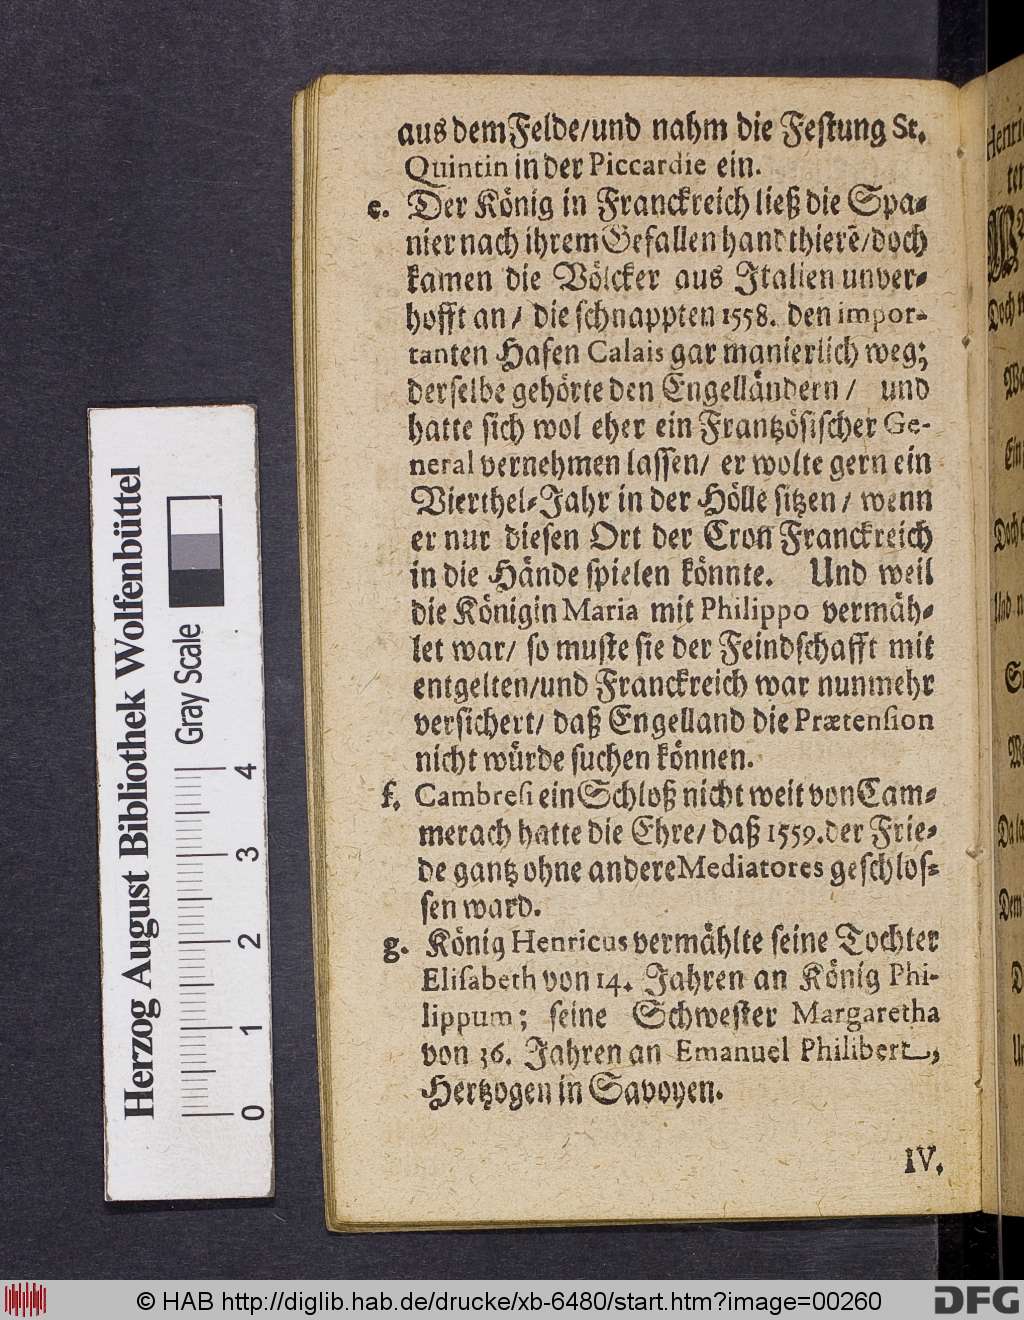 aus dem Felde/und nahm die Festung St.
Quintin in der Piccardie ein.
e. Der König in Franckreich ließ die Spa-
nier nach ihrem Gefallen handthierẽ/doch
kamen die Völcker aus Italien unver-
hofft an / die schnappten 1558. den impor-
tanten Hafen Calais gar manierlich weg;
derselbe gehörte den Engelländern / und
hatte sich wol eher ein Frantzösischer Ge-
neral vernehmen lassen/ er wolte gern ein
Vierthel-Jahr in der Hölle sitzen / wenn
er nur diesen Ort der Cron Franckreich
in die Hände spielen könnte. Und weil
die Königin Maria mit Philippo vermäh-
let war/ so muste sie der Feindschafft mit
entgelten/und Franckreich war nunmehr
versichert/ daß Engelland die Prætension
nicht würde suchen können.
f. Cambresi ein Schloß nicht weit von Cam-
merach hatte die Ehre/ daß 1559. der Frie-
de gantz ohne andere Mediatores geschlos-
sen ward.
g. König Henricus vermählte seine Tochter
Elisabeth von 14. Jahren an König Phi-
lippum; seine Schwester Margaretha
von 36. Jahren an Emanuel Philibert,
Hertzogen in Savoyen.
IV.
Herzog August Bibliothek Wolfenbüttel
Gray Scale
0 1 2 3 4
© HAB http://diglib.hab.de/drucke/xb-6480/start.htm?image=00260
DFG